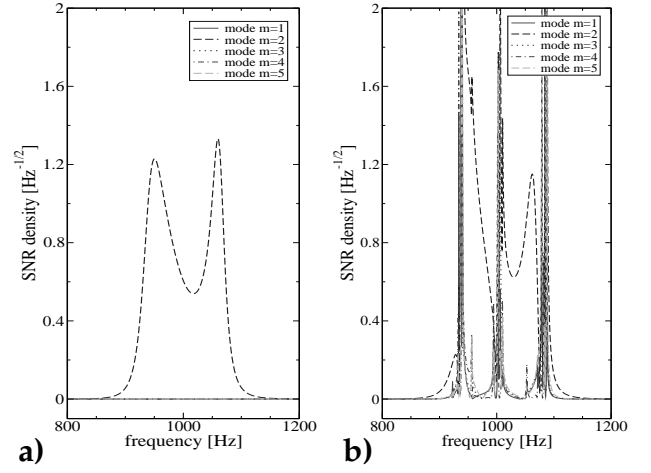 mode m=1
mode m=2
mode m=3
mode m=4
mode m=5
SNR density [Hz^-1/2]
2
1.6
1.2
0.8
0.4
0
800
1000
1200
frequency [Hz]
a)
mode m=1
mode m=2
mode m=3
mode m=4
mode m=5
SNR density [Hz^-1/2]
2
1.6
1.2
0.8
0.4
0
800
1000
1200
frequency [Hz]
b)